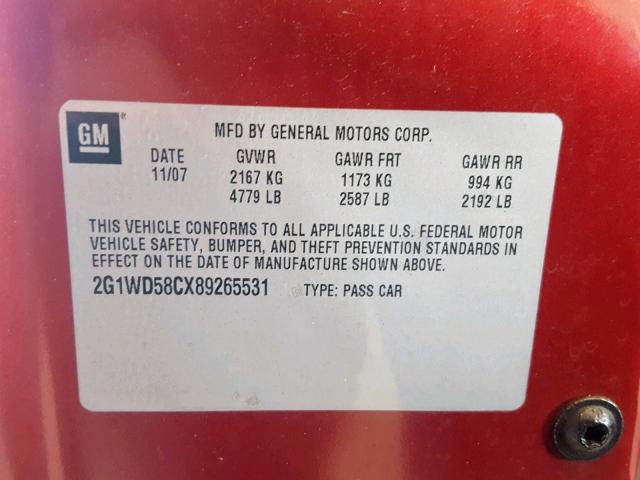 GM ®
MFD BY GENERAL MOTORS CORP.
DATE GVWR GAWR FRT GAWR RR
11/07 2167 KG 1173 KG 994 KG
4779 LB 2587 LB 2192 LB
THIS VEHICLE CONFORMS TO ALL APPLICABLE U.S. FEDERAL MOTOR
VEHICLE SAFETY, BUMPER, AND THEFT PREVENTION STANDARDS IN
EFFECT ON THE DATE OF MANUFACTURE SHOWN ABOVE.
2G1WD58CX89265531 TYPE: PASS CAR